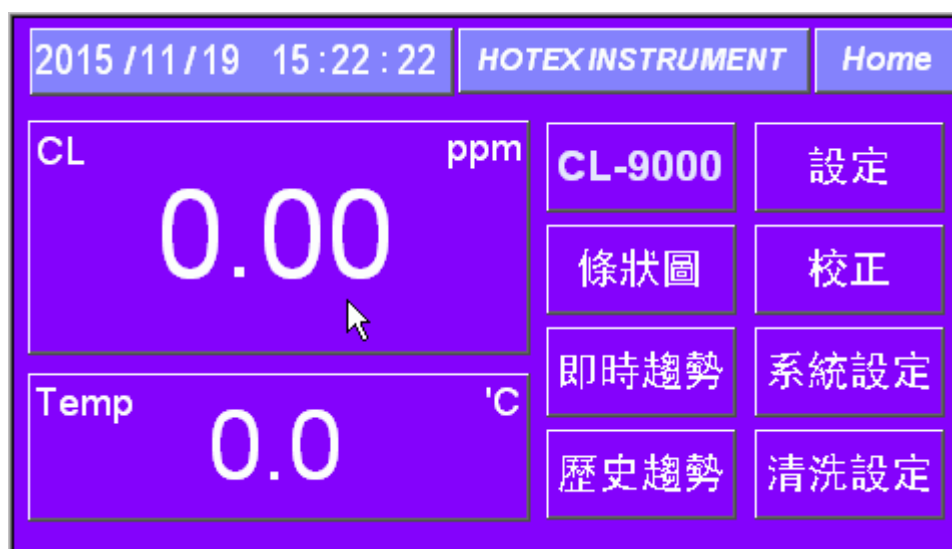 2015/11/19 15:22:22 HOTEX INSTRUMENT Home
CL ppm
0.00
Temp 'C
0.0
CL-9000 設定
條狀圖 校正
即時趨勢 系統設定
歷史趨勢 清洗設定